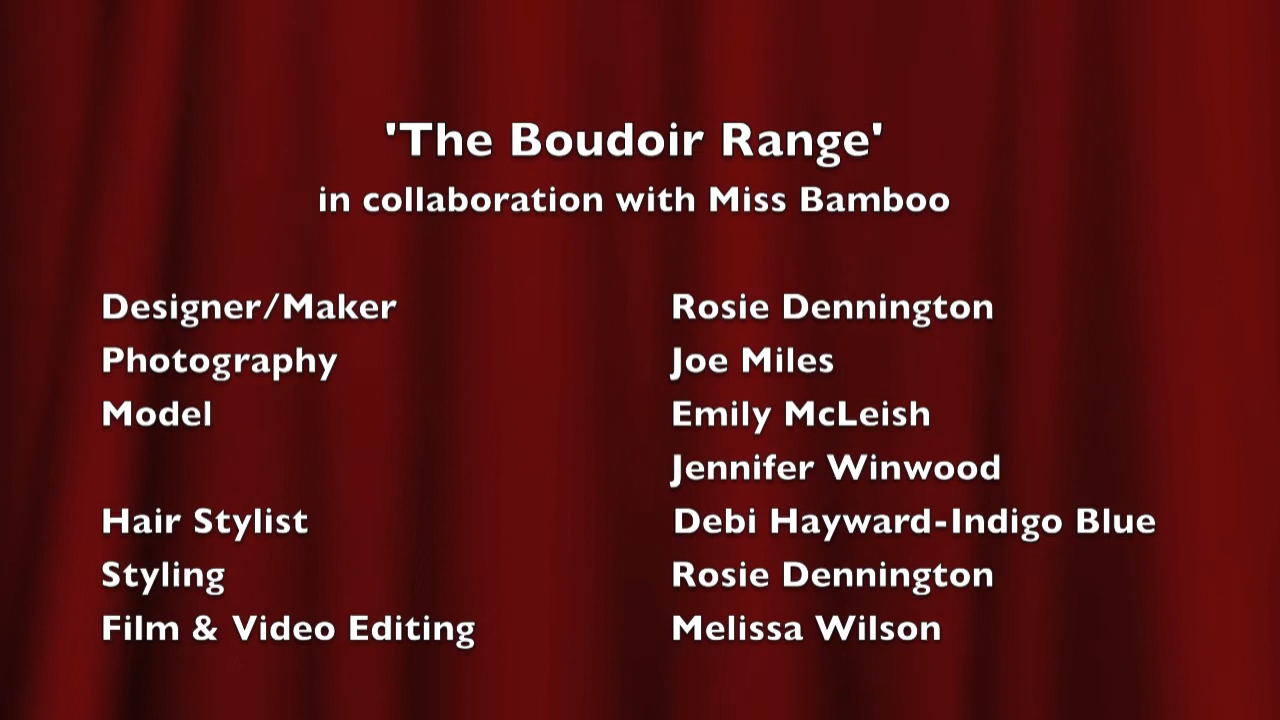 'The Boudoir Range'
in collaboration with Miss Bamboo
Designer/Maker Rosie Dennington
Photography Joe Miles
Model Emily McLeish
Jennifer Winwood
Hair Stylist Debi Hayward-Indigo Blue
Styling Rosie Dennington
Film & Video Editing Melissa Wilson